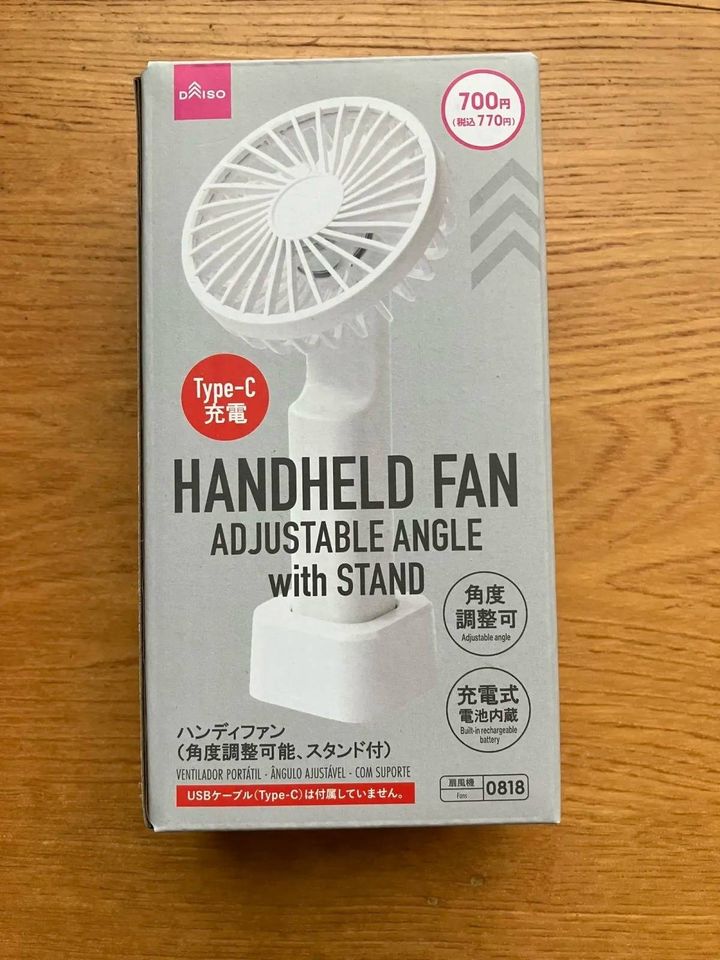 DAISO
700円
(税込770円)
Type-C
充電
HANDHELD FAN
ADJUSTABLE ANGLE
with STAND
角度
調整可
Adjustable angle
充電式
電池内蔵
Built-in rechargeable
battery
ハンディファン
(角度調整可能、スタンド付)
VENTILADOR PORTÁTIL - ÂNGULO AJUSTÁVEL - COM SUPORTE
USBケーブル(Type-C)は付属していません。
扇風機
Fans
0818